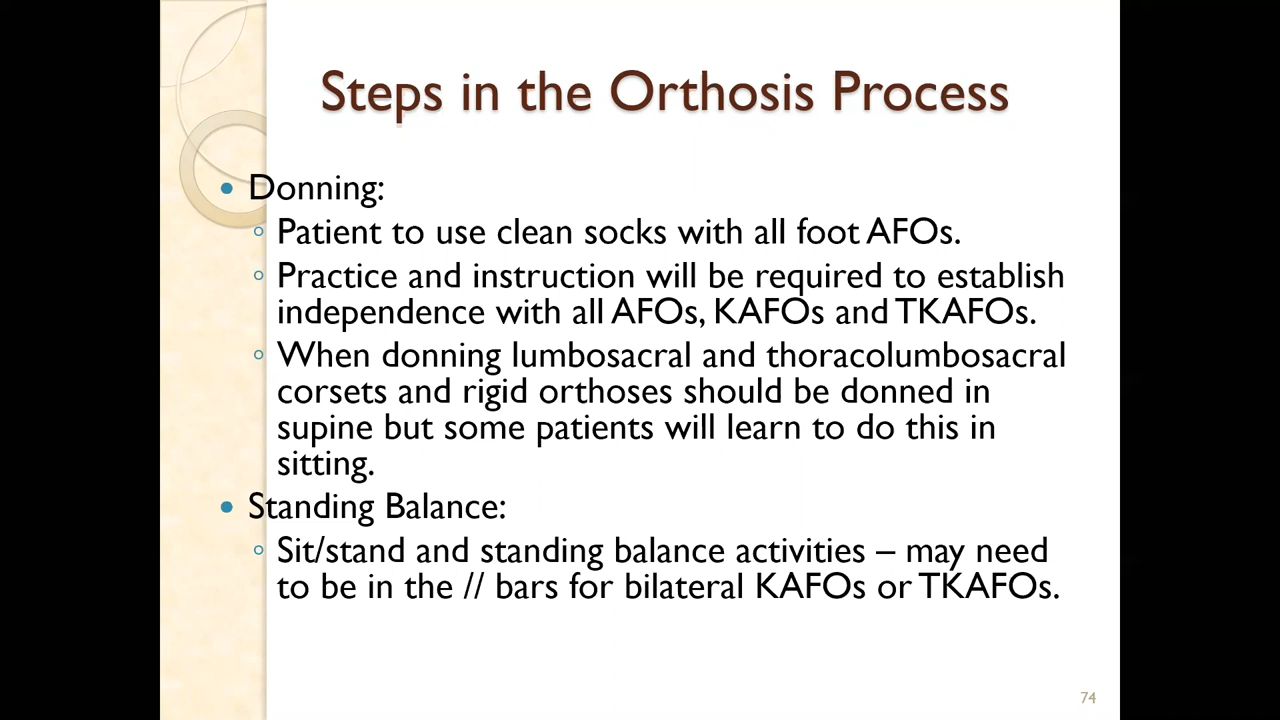 Steps in the Orthosis Process
• Donning:
◦ Patient to use clean socks with all foot AFOs.
◦ Practice and instruction will be required to establish
independence with all AFOs, KAFOs and TKAFOs.
◦ When donning lumbosacral and thoracolumbosacral
corsets and rigid orthoses should be donned in
supine but some patients will learn to do this in
sitting.
• Standing Balance:
◦ Sit/stand and standing balance activities – may need
to be in the // bars for bilateral KAFOs or TKAFOs.
74